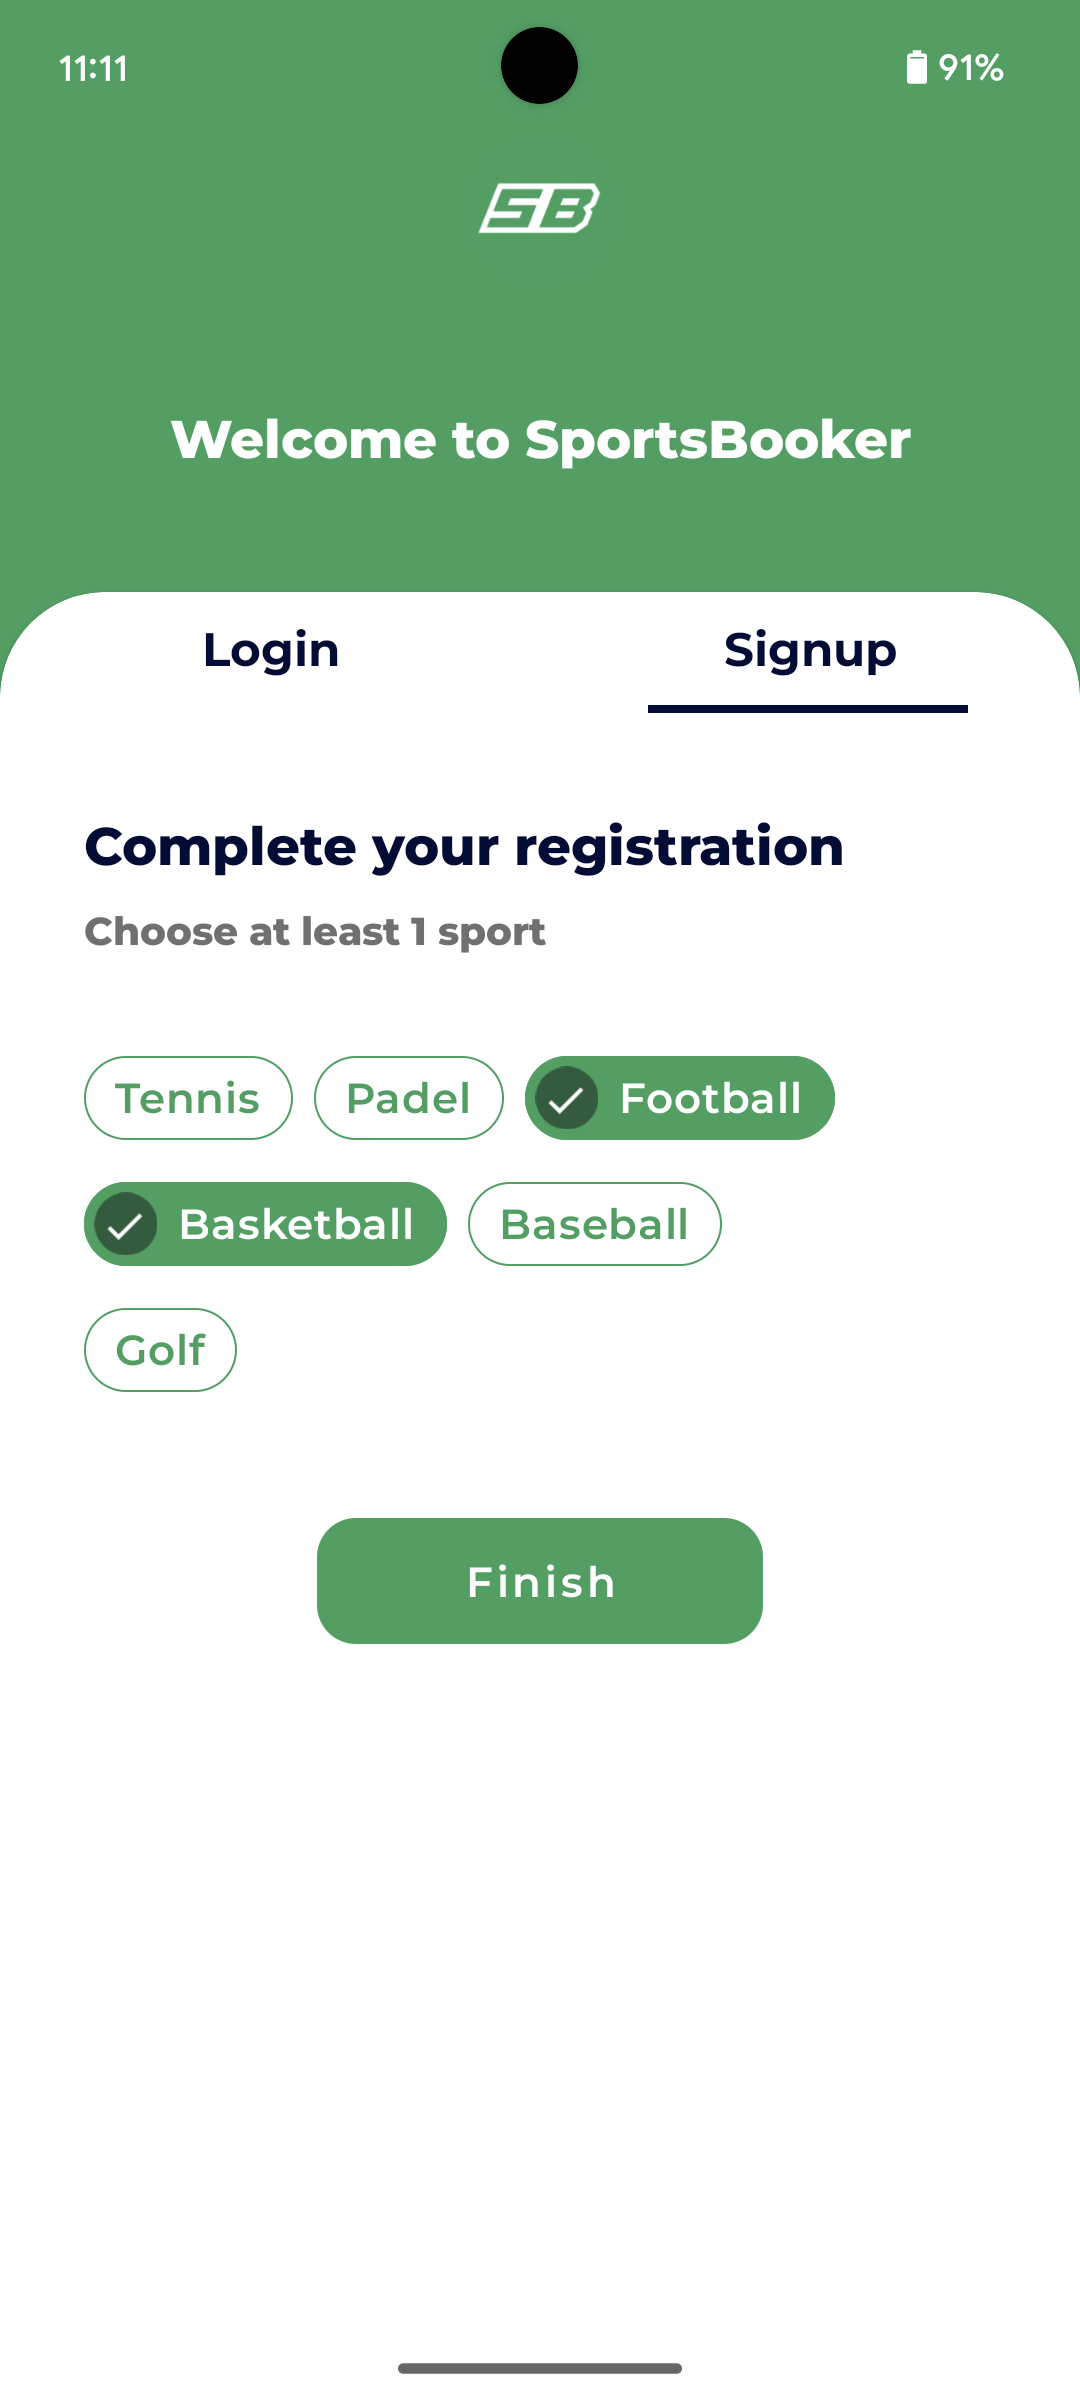 11:11 91%
SB
Welcome to SportsBooker
Login Signup
Complete your registration
Choose at least 1 sport
Tennis Padel Football
Basketball Baseball
Golf
Finish